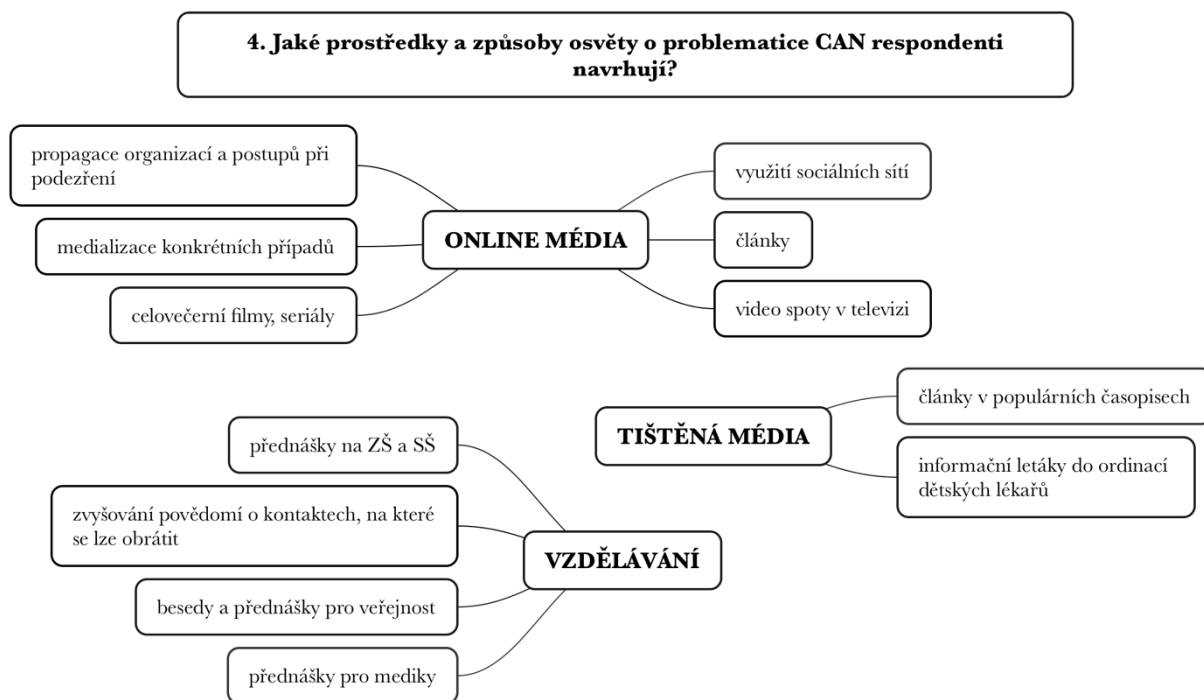 4. Jaké prostředky a způsoby osvěty o problematice CAN respondenti
navrhují?
propagace organizací a postupů při
podezření
medializace konkrétních případů
celovečerní filmy, seriály
ONLINE MÉDIA
využití sociálních sítí
články
video spoty v televizi
TIŠTĚNÁ MÉDIA
články v populárních časopisech
informační letáky do ordinací
dětských lékařů
přednášky na ZŠ a SŠ
zvyšování povědomí o kontaktech, na které
se lze obrátit
besedy a přednášky pro veřejnost
přednášky pro mediky
VZDĚLÁVÁNÍ